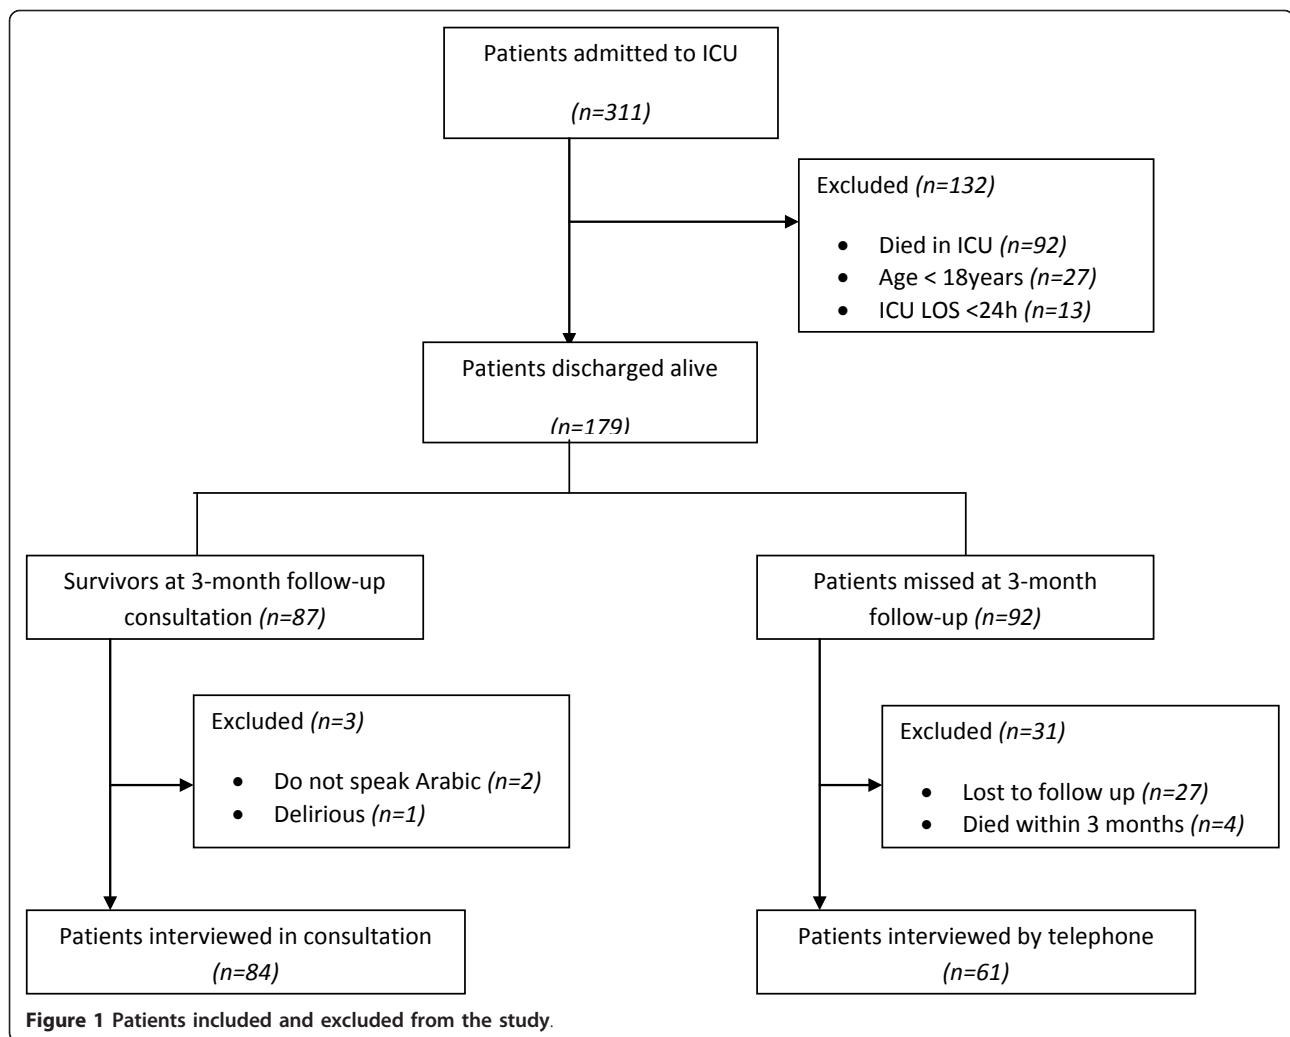 Patients admitted to ICU
(n=311)
Excluded (n=132)
• Died in ICU (n=92)
• Age < 18years (n=27)
• ICU LOS <24h (n=13)
Patients discharged alive
(n=179)
Survivors at 3-month follow-up
consultation (n=87)
Patients missed at 3-month
follow-up (n=92)
Excluded (n=3)
• Do not speak Arabic (n=2)
• Delirious (n=1)
Excluded (n=31)
• Lost to follow up (n=27)
• Died within 3 months (n=4)
Patients interviewed in consultation
(n=84)
Patients interviewed by telephone
(n=61)
Figure 1 Patients included and excluded from the study.